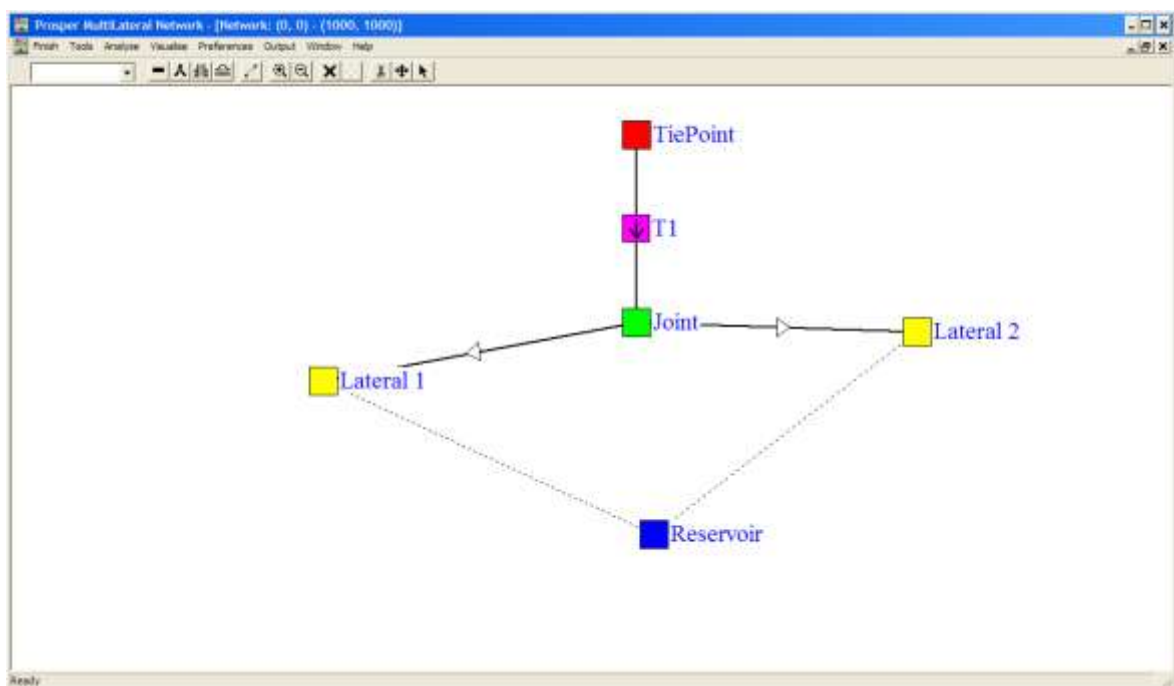 Prosper MultiLateral Network - [Network: (0, 0) - (1000, 1000)]
Finish Tools Analyse Visualise Preferences Output Window Help
TiePoint
T1
Joint
Lateral 2
Lateral 1
Reservoir
Ready